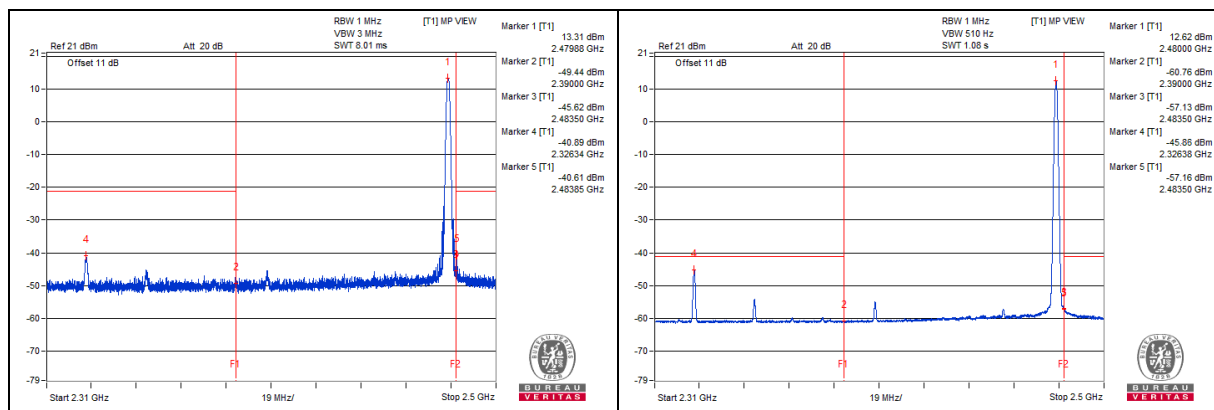 RBW 1 MHz
VBW 3 MHz
SWT 8.01 ms
[T1] MP VIEW
Ref 21 dBm
Att 20 dB
Offset 11 dB
21
10
0
-10
-20
-30
-40
-50
-60
-70
-79
1
2
4
5
F1
F2
Start 2.31 GHz
19 MHz/
Stop 2.5 GHz
Marker 1 [T1]
13.31 dBm
2.47988 GHz
Marker 2 [T1]
-49.44 dBm
2.39000 GHz
Marker 3 [T1]
-45.62 dBm
2.48350 GHz
Marker 4 [T1]
-40.89 dBm
2.32634 GHz
Marker 5 [T1]
-40.61 dBm
2.48385 GHz
BUREAU VERITAS
1828
BUREAU
VERITAS
RBW 1 MHz
VBW 510 Hz
SWT 1.08 s
[T1] MP VIEW
Ref 21 dBm
Att 20 dB
Offset 11 dB
21
10
0
-10
-20
-30
-40
-50
-60
-70
-79
1
2
4
F1
F2
Start 2.31 GHz
19 MHz/
Stop 2.5 GHz
Marker 1 [T1]
12.62 dBm
2.48000 GHz
Marker 2 [T1]
-60.76 dBm
2.39000 GHz
Marker 3 [T1]
-57.13 dBm
2.48350 GHz
Marker 4 [T1]
-45.86 dBm
2.32638 GHz
Marker 5 [T1]
-57.16 dBm
2.48350 GHz
BUREAU VERITAS
1828
BUREAU
VERITAS